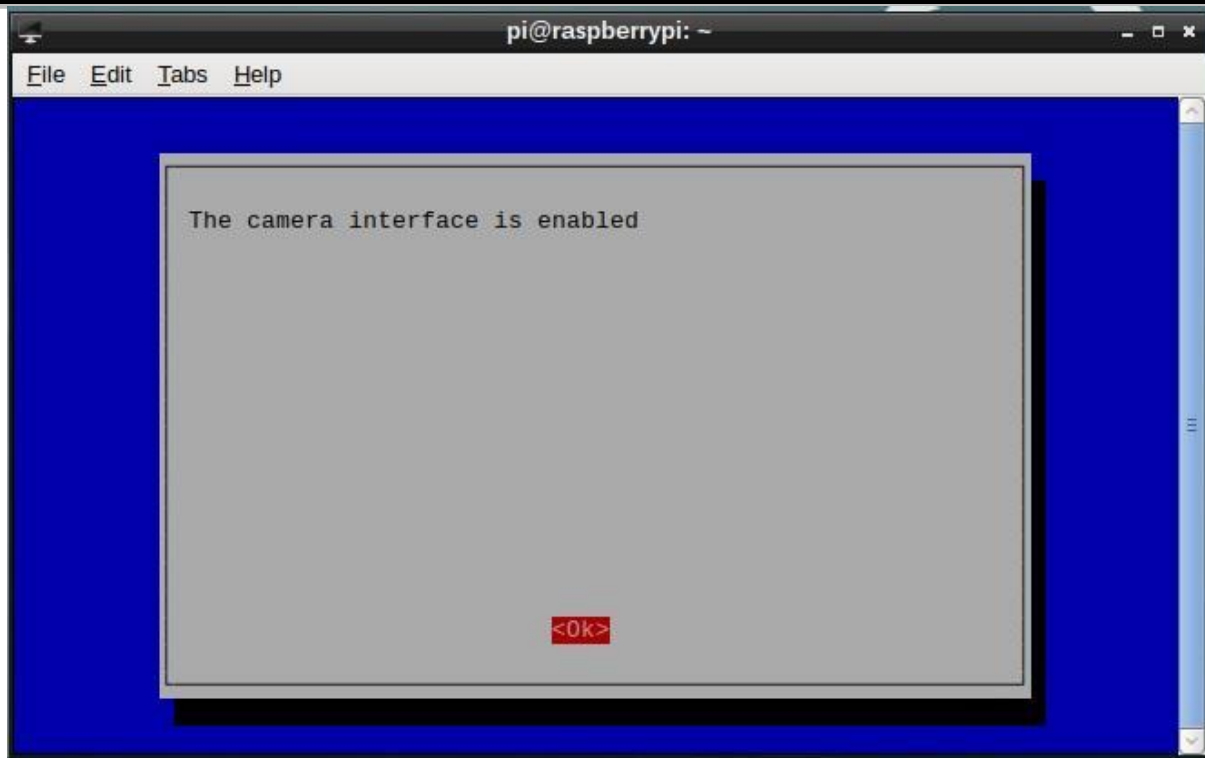 pi@raspberrypi: ~
File Edit Tabs Help
The camera interface is enabled
<Ok>